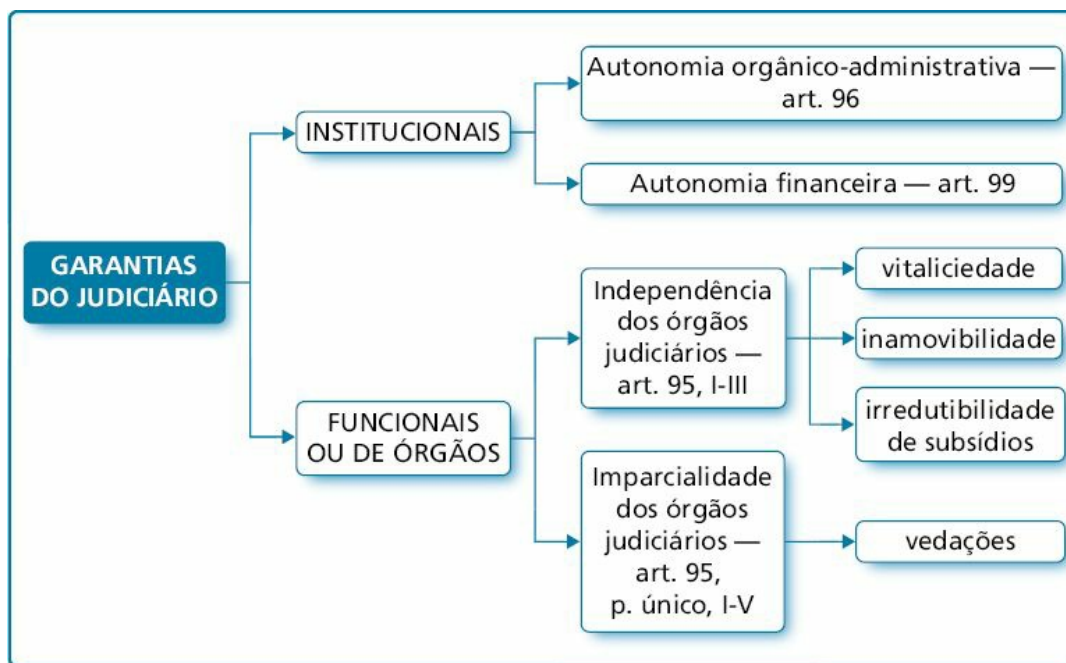 GARANTIAS
DO JUDICIÁRIO
INSTITUCIONAIS
Autonomia orgânico-administrativa —
art. 96
Autonomia financeira — art. 99
FUNCIONAIS
OU DE ÓRGÃOS
Independência
dos órgãos
judiciários —
art. 95, I-III
vitaliciedade
inamovibilidade
irredutibilidade
de subsídios
Imparcialidade
dos órgãos
judiciários —
art. 95,
p. único, I-V
vedações